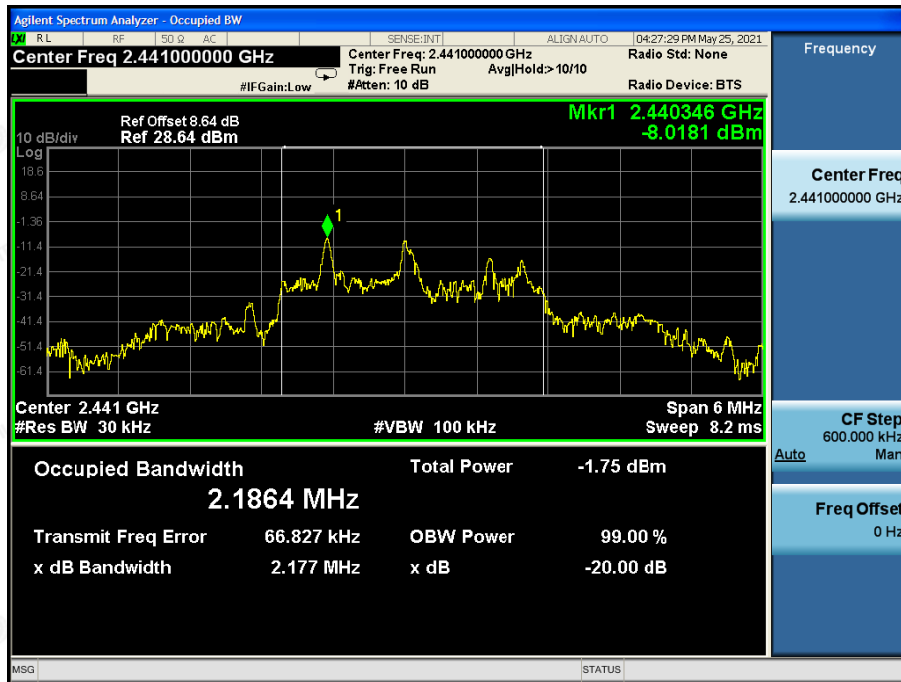 Agilent Spectrum Analyzer - Occupied BW
LXI RL RF 50 Ω AC SENSE:INT ALIGN AUTO 04:27:29 PM May 25, 2021
Center Freq 2.441000000 GHz Center Freq: 2.441000000 GHz Radio Std: None
Trig: Free Run Avg|Hold:> 10/10
#IFGain:Low #Atten: 10 dB Radio Device: BTS
Frequency
Mkr1 2.440346 GHz
Ref Offset 8.64 dB
10 dB/div Ref 28.64 dBm -8.0181 dBm
Log
18.6
8.64
-1.36
-11.4
-21.4
-31.4
-41.4
-51.4
-61.4
1
Center 2.441 GHz Span 6 MHz
#Res BW 30 kHz #VBW 100 kHz Sweep 8.2 ms
Occupied Bandwidth Total Power -1.75 dBm
2.1864 MHz
Transmit Freq Error 66.827 kHz OBW Power 99.00 %
x dB Bandwidth 2.177 MHz x dB -20.00 dB
Center Freq
2.441000000 GHz
CF Step
600.000 kHz
Auto Man
Freq Offset
0 Hz
MSG STATUS